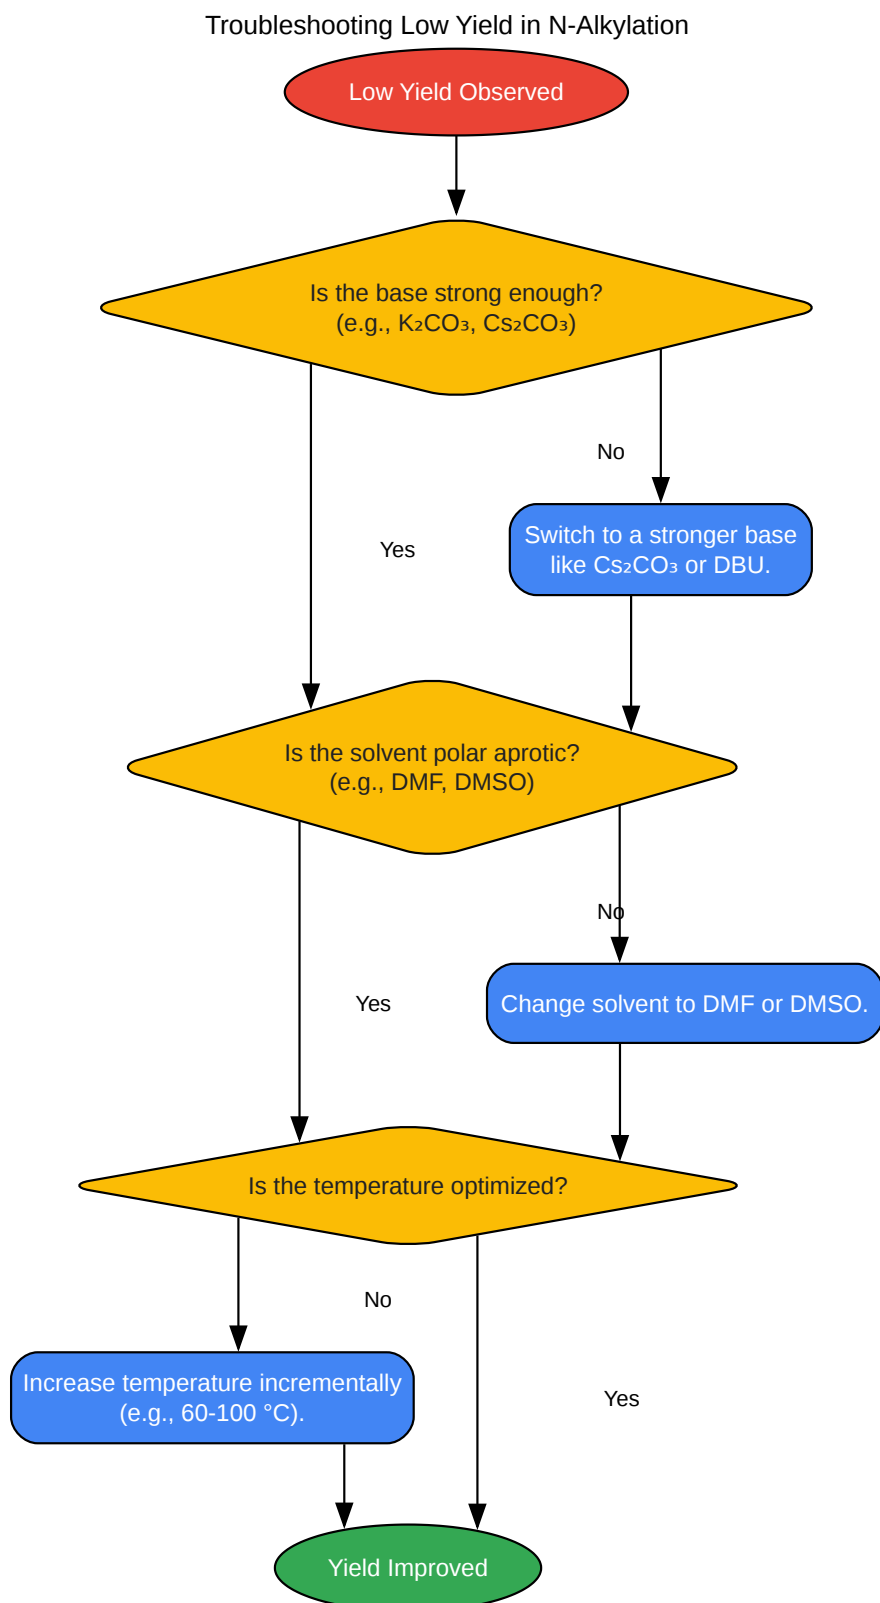 Troubleshooting Low Yield in N-Alkylation
Low Yield Observed
Is the base strong enough?
(e.g., K₂CO₃, Cs₂CO₃)
No
Switch to a stronger base
like Cs₂CO₃ or DBU.
Yes
Is the solvent polar aprotic?
(e.g., DMF, DMSO)
No
Change solvent to DMF or DMSO.
Yes
Is the temperature optimized?
No
Increase temperature incrementally
(e.g., 60-100 °C).
Yes
Yield Improved